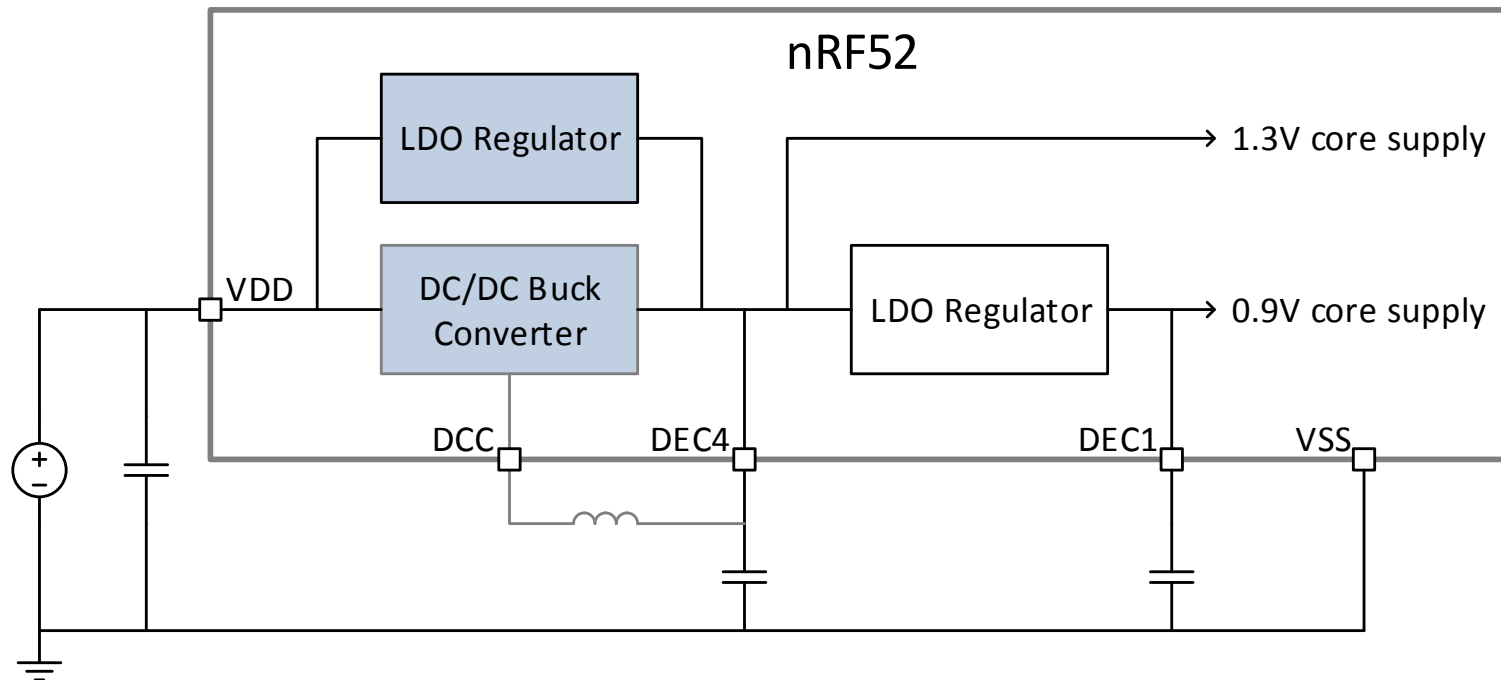 nRF52
LDO Regulator
1.3V core supply
VDD
DC/DC Buck
Converter
LDO Regulator
0.9V core supply
DCC
DEC4
DEC1
VSS
+
−